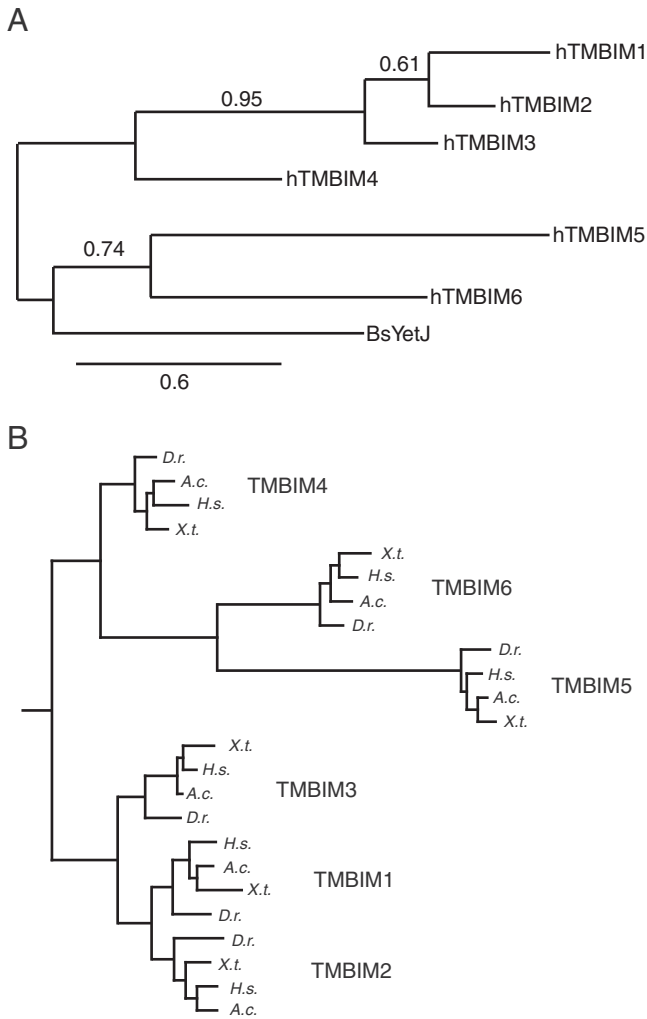 A
0.61
hTMBIM1
0.95
hTMBIM2
hTMBIM3
hTMBIM4
0.74
hTMBIM5
hTMBIM6
BsYetJ
0.6
B
D.r.
A.c.
TMBIM4
H.s.
X.t.
X.t.
H.s.
TMBIM6
A.c.
D.r.
D.r.
H.s.
TMBIM5
A.c.
X.t.
X.t.
H.s.
TMBIM3
A.c.
D.r.
H.s.
A.c.
TMBIM1
X.t.
D.r.
D.r.
X.t.
TMBIM2
H.s.
A.c.